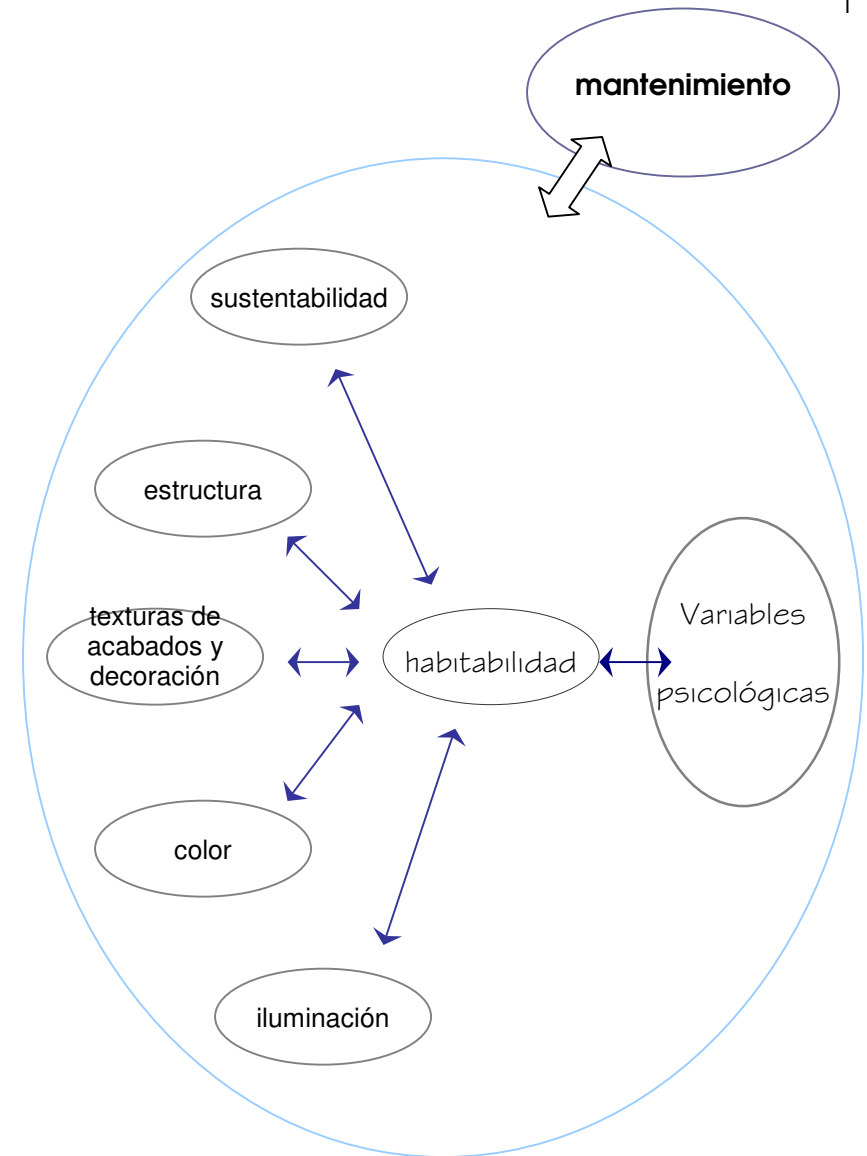 mantenimiento
sustentabilidad
estructura
texturas de
acabados y
decoración
habitabilidad
Variables
psicológicas
color
iluminación